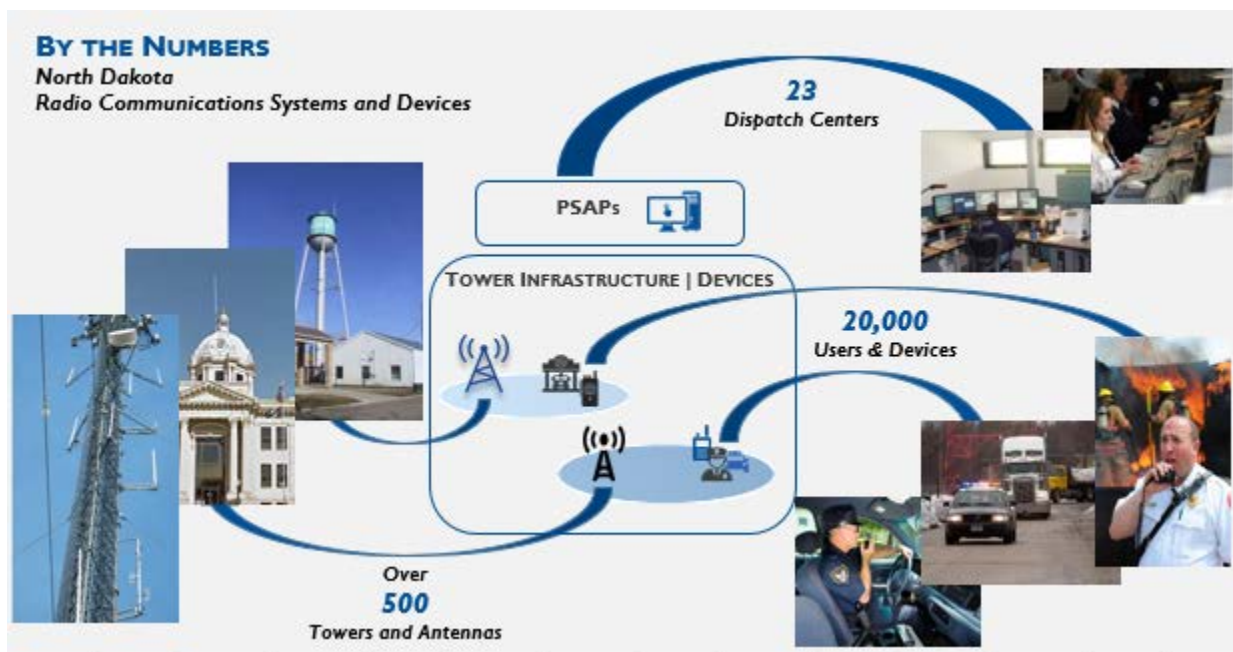 BY THE NUMBERS
North Dakota
Radio Communications Systems and Devices
23
Dispatch Centers
PSAPs
TOWER INFRASTRUCTURE | DEVICES
20,000
Users & Devices
Over
500
Towers and Antennas